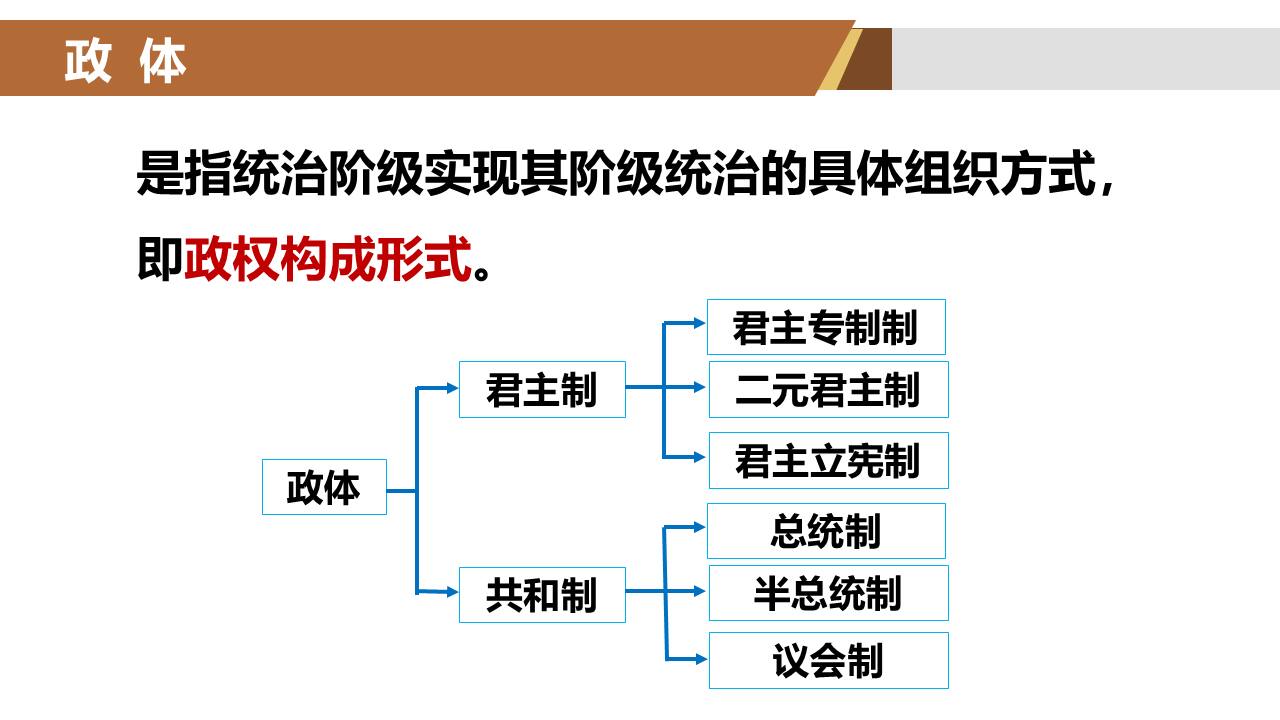 政 体
是指统治阶级实现其阶级统治的具体组织方式，
即政权构成形式。
君主专制制
君主制
二元君主制
君主立宪制
政体
总统制
共和制
半总统制
议会制